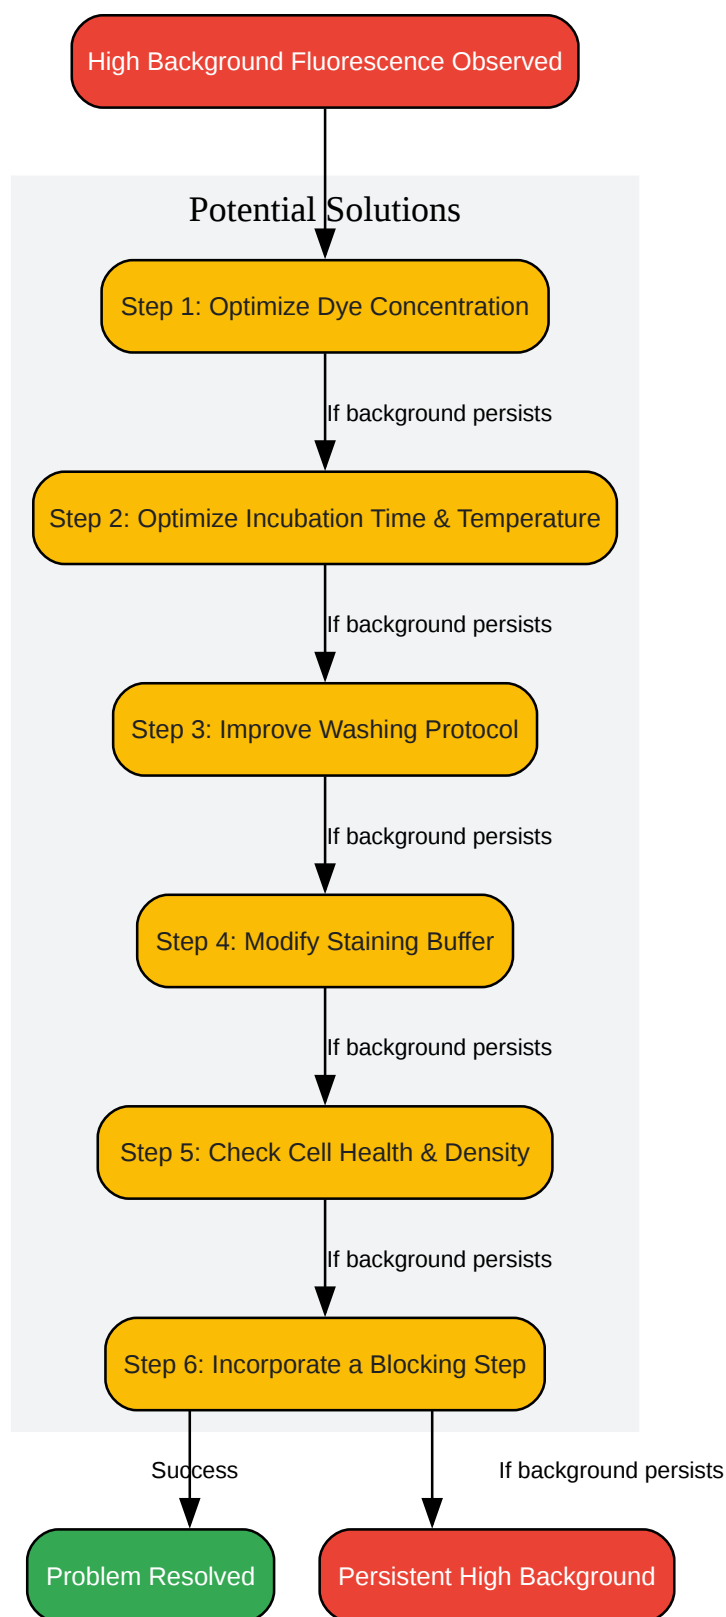 High Background Fluorescence Observed
Potential Solutions
Step 1: Optimize Dye Concentration
If background persists
Step 2: Optimize Incubation Time & Temperature
If background persists
Step 3: Improve Washing Protocol
If background persists
Step 4: Modify Staining Buffer
If background persists
Step 5: Check Cell Health & Density
If background persists
Step 6: Incorporate a Blocking Step
Success
If background persists
Problem Resolved
Persistent High Background